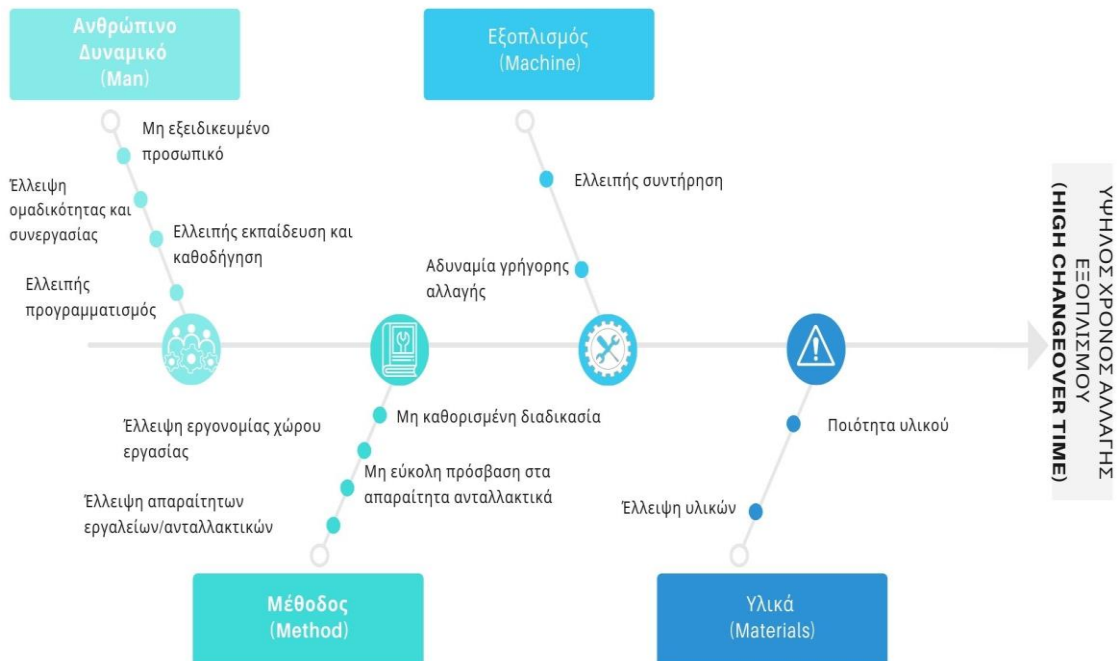 Ανθρώπινο
Δυναμικό
(Man)
Εξοπλισμός
(Machine)
Μη εξειδικευμένο
προσωπικό
Έλλειψη
ομαδικότητας και
συνεργασίας
Ελλειπής εκπαίδευση και
καθοδήγηση
Ελλειπής
προγραμματισμός
Ελλειπής συντήρηση
Αδυναμία γρήγορης
αλλαγής
ΥΨΗΛΟΣ ΧΡΟΝΟΣ ΑΛΛΑΓΗΣ
ΕΞΟΠΛΙΣΜΟΥ
(HIGH CHANGEOVER TIME)
Μη καθορισμένη διαδικασία
Έλλειψη εργονομίας χώρου
εργασίας
Μη εύκολη πρόσβαση στα
απαραίτητα ανταλλακτικά
Έλλειψη απαραίτητων
εργαλείων/ανταλλακτικών
Ποιότητα υλικού
Έλλειψη υλικών
Μέθοδος
(Method)
Υλικά
(Materials)